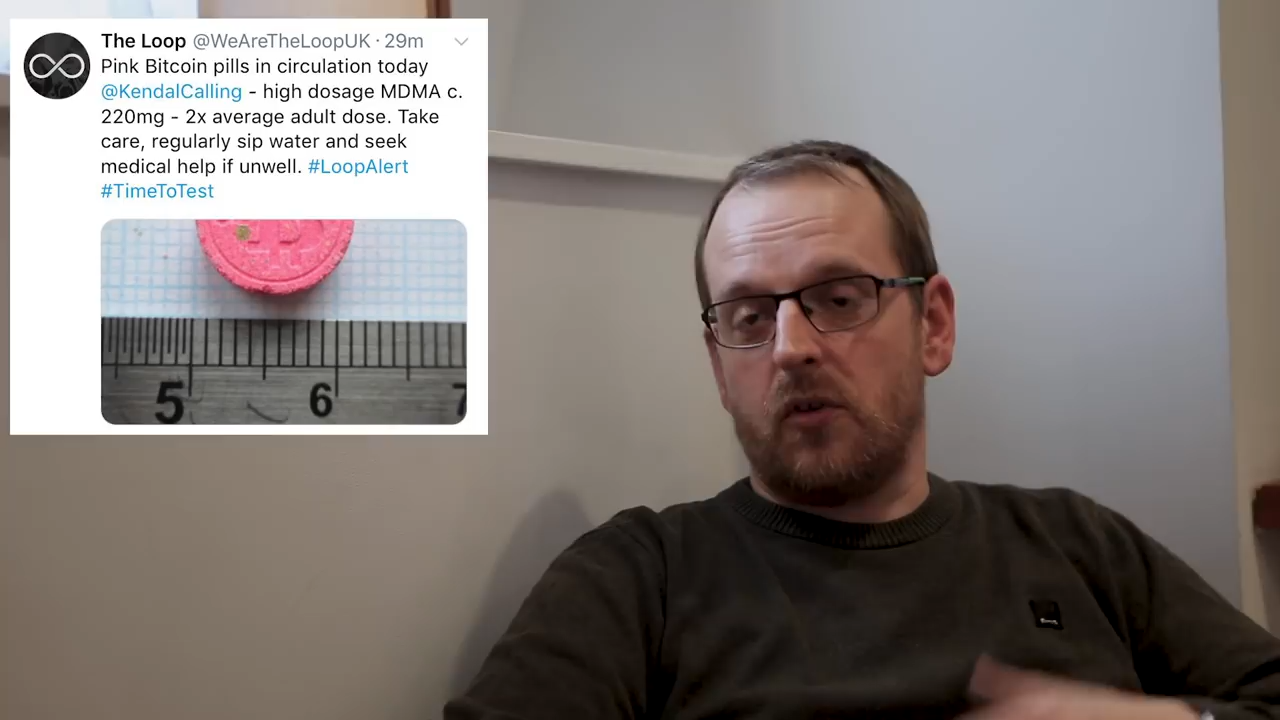 The Loop @WeAreTheLoopUK · 29m
Pink Bitcoin pills in circulation today
@KendalCalling - high dosage MDMA c.
220mg - 2x average adult dose. Take
care, regularly sip water and seek
medical help if unwell. #LoopAlert
#TimeToTest
5 6 7